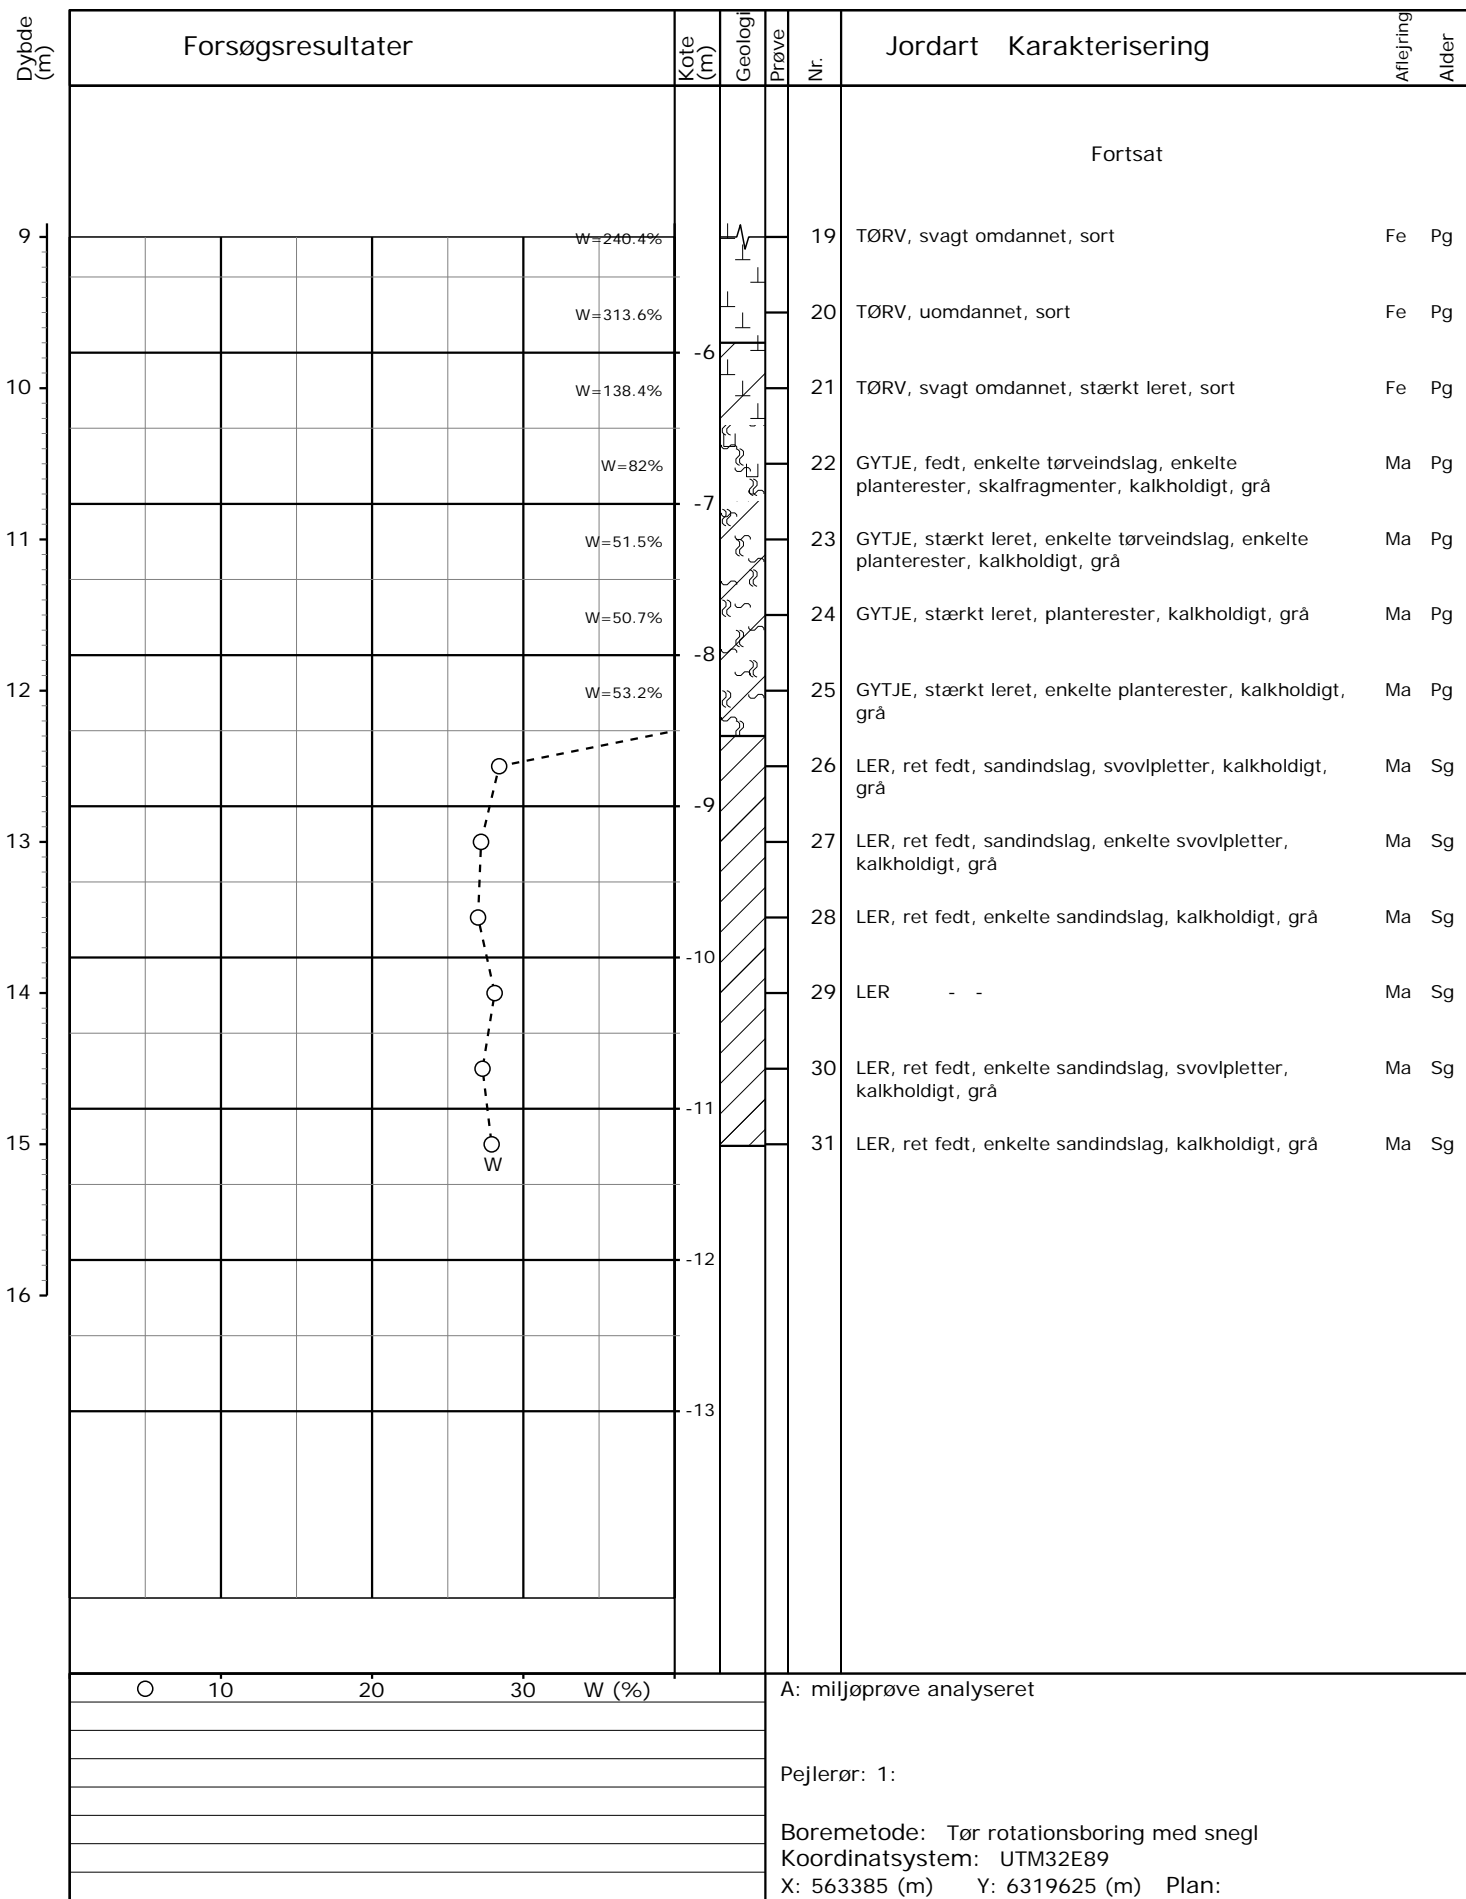 Dybde (m)
Forsøgsresultater
Kote (m)
Geologi
Prøve
Nr.
Jordart Karakterisering
Aflejring
Alder
Fortsat
9 W=240.4% 19 TØRV, svagt omdannet, sort Fe Pg
W=313.6% 20 TØRV, uomdannet, sort Fe Pg
-6
10 W=138.4% 21 TØRV, svagt omdannet, stærkt leret, sort Fe Pg
W=82% 22 GYTJE, fedt, enkelte tørveindslag, enkelte Ma Pg
planterester, skalfragmenter, kalkholdigt, grå
-7
11 W=51.5% 23 GYTJE, stærkt leret, enkelte tørveindslag, enkelte Ma Pg
planterester, kalkholdigt, grå
W=50.7% 24 GYTJE, stærkt leret, planterester, kalkholdigt, grå Ma Pg
-8
12 W=53.2% 25 GYTJE, stærkt leret, enkelte planterester, kalkholdigt, Ma Pg
grå
26 LER, ret fedt, sandindslag, svovlpletter, kalkholdigt, Ma Sg
grå
-9
13 27 LER, ret fedt, sandindslag, enkelte svovlpletter, Ma Sg
kalkholdigt, grå
28 LER, ret fedt, enkelte sandindslag, kalkholdigt, grå Ma Sg
-10
14 29 LER - - Ma Sg
30 LER, ret fedt, enkelte sandindslag, svovlpletter, Ma Sg
kalkholdigt, grå
-11
15 31 LER, ret fedt, enkelte sandindslag, kalkholdigt, grå Ma Sg
W
-12
16
-13
10 20 30 W (%)
A: miljøprøve analyseret
Pejlerør: 1:
Boremetode: Tør rotationsboring med snegl
Koordinatsystem: UTM32E89
X: 563385 (m) Y: 6319625 (m) Plan: